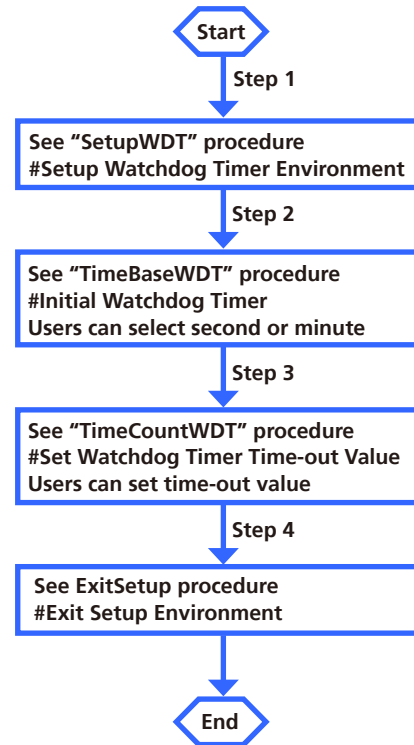 Start
Step 1
See “SetupWDT” procedure
#Setup Watchdog Timer Environment
Step 2
See “TimeBaseWDT” procedure
#Initial Watchdog Timer
Users can select second or minute
Step 3
See “TimeCountWDT” procedure
#Set Watchdog Timer Time-out Value
Users can set time-out value
Step 4
See ExitSetup procedure
#Exit Setup Environment
End